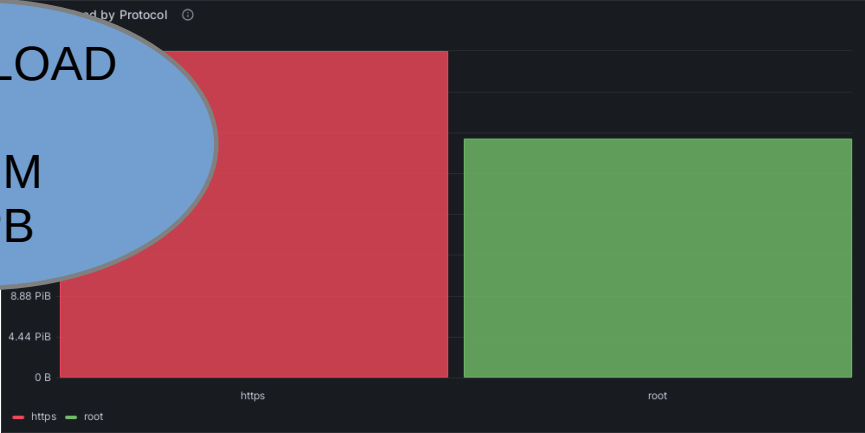 by Protocol
LOAD
M
B
8.88 PiB
4.44 PiB
0 B
https
root
https
root